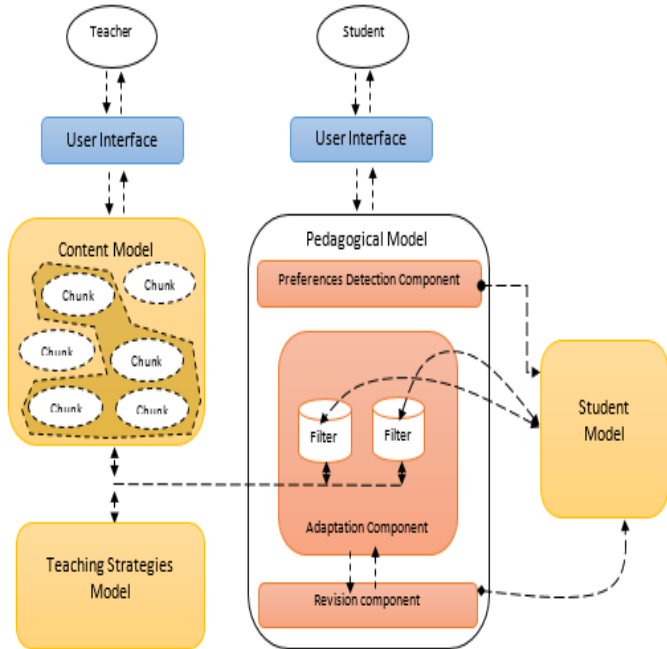 Teacher
Student
User Interface
User Interface
Content Model
Chunk
Chunk
Chunk
Chunk
Chunk
Chunk
Pedagogical Model
Preferences Detection Component
Filter
Filter
Adaptation Component
Revision component
Student
Model
Teaching Strategies
Model